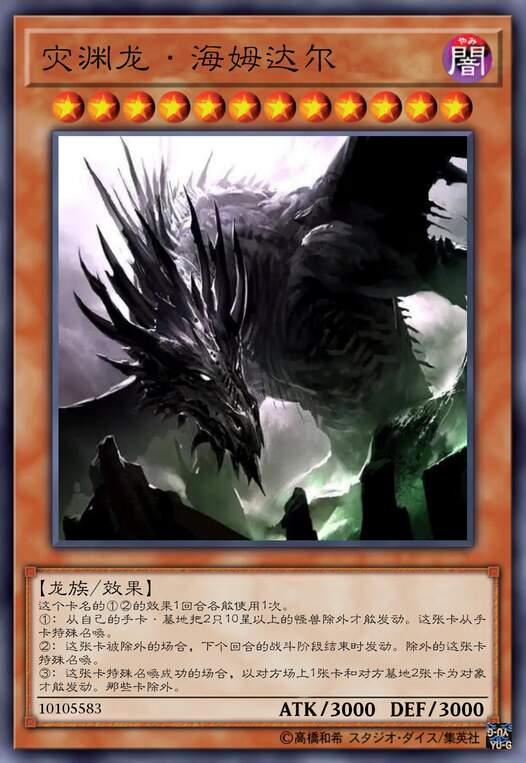 灾渊龙·海姆达尔
やみ
闇
【龙族/效果】
这个卡名的①②的效果1回合各能使用1次。
①：从自己的手卡·墓地把2只10星以上的怪兽除外才能发动。这张卡从手
卡特殊召唤。
②：这张卡被除外的场合，下个回合的战斗阶段结束时发动。除外的这张卡
特殊召唤。
③：这张卡特殊召唤成功的场合，以对方场上1张卡和对方墓地2张卡为对象
才能发动。那些卡除外。
10105583
ATK/3000 DEF/3000
©高橋和希 スタジオ·ダイス/集英社
YU-G